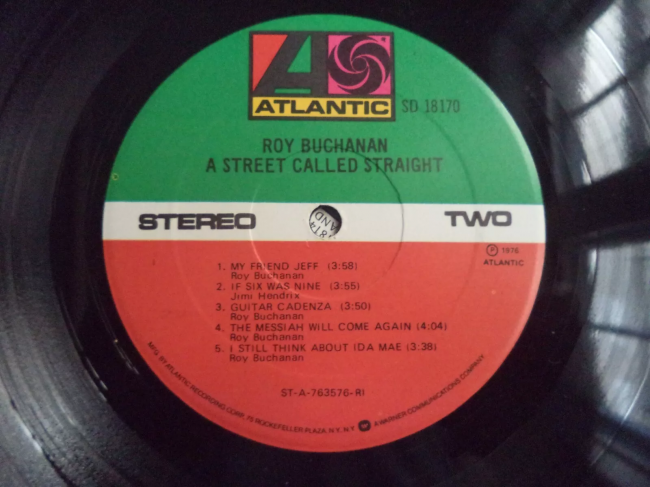 ATLANTIC
SD 18170
ROY BUCHANAN
A STREET CALLED STRAIGHT
STEREO
TWO
Ⓟ 1976
ATLANTIC
1. MY FRIEND JEFF (3:58)
Roy Buchanan
2. IF SIX WAS NINE (3:55)
Jimi Hendrix
3. GUITAR CADENZA (3:50)
Roy Buchanan
4. THE MESSIAH WILL COME AGAIN (4:04)
Roy Buchanan
5. I STILL THINK ABOUT IDA MAE (3:38)
Roy Buchanan
ST-A-763576-RI
MFG. BY ATLANTIC RECORDING CORP., 75 ROCKEFELLER PLAZA, N.Y., N.Y. A WARNER COMMUNICATIONS COMPANY